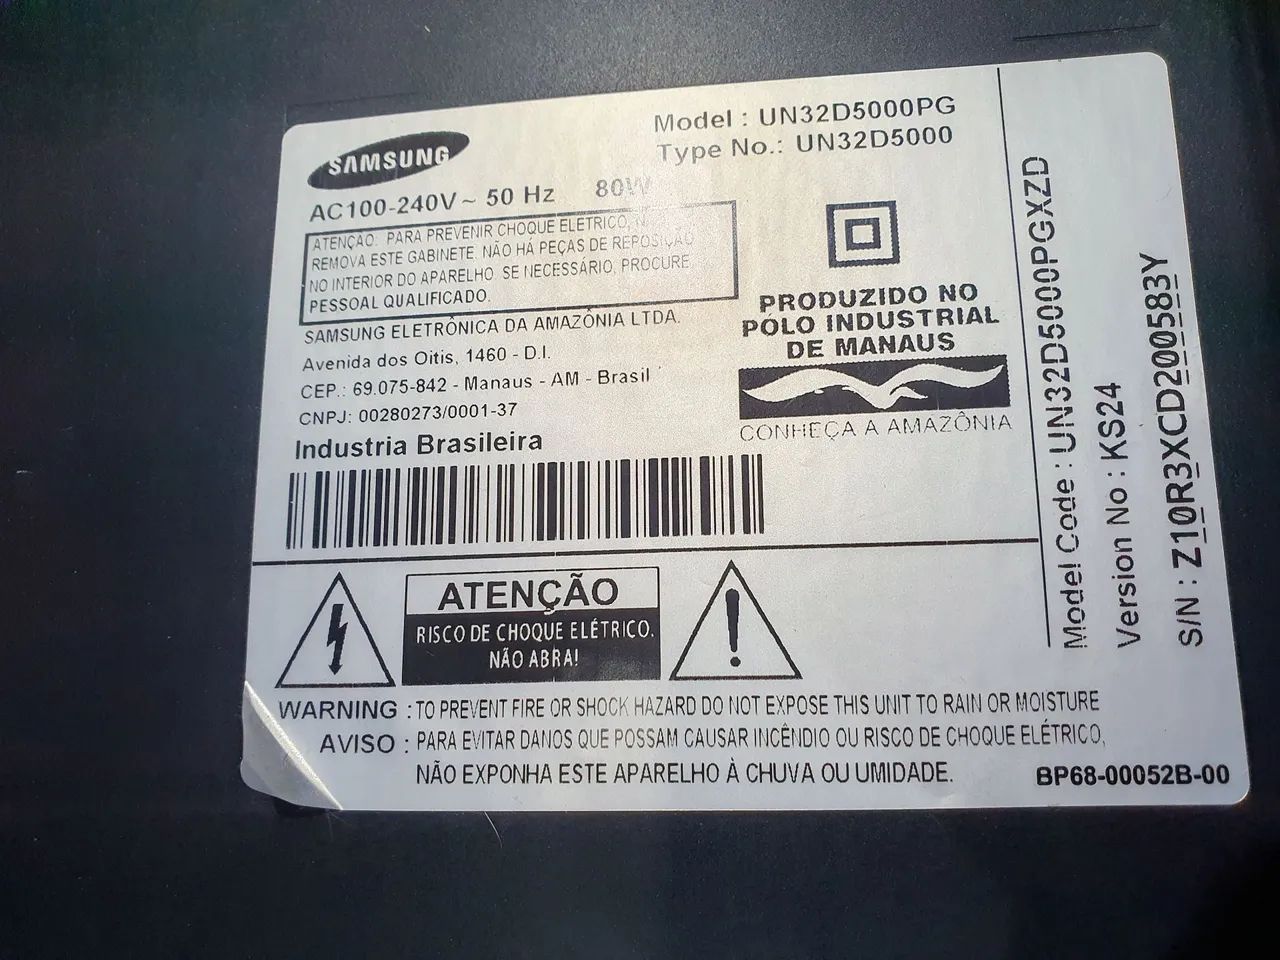 SAMSUNG
Model : UN32D5000PG
Type No.: UN32D5000
AC100-240V~ 50 Hz 80W
ATENÇÃO: PARA PREVENIR CHOQUE ELÉTRICO,
REMOVA ESTE GABINETE. NÃO HÁ PEÇAS DE REPOSIÇÃO
NO INTERIOR DO APARELHO. SE NECESSÁRIO, PROCURE
PESSOAL QUALIFICADO.
SAMSUNG ELETRÔNICA DA AMAZÔNIA LTDA.
Avenida dos Oitis, 1460 - D.I.
CEP.: 69.075-842 - Manaus - AM - Brasil
CNPJ: 00280273/0001-37
Industria Brasileira
PRODUZIDO NO
PÓLO INDUSTRIAL
DE MANAUS
CONHEÇA A AMAZÔNIA
Model Code : UN32D5000PGXZD
Version No : KS24
S/N : Z10R3XCD200583Y
ATENÇÃO
RISCO DE CHOQUE ELÉTRICO.
NÃO ABRA!
WARNING : TO PREVENT FIRE OR SHOCK HAZARD DO NOT EXPOSE THIS UNIT TO RAIN OR MOISTURE
AVISO : PARA EVITAR DANOS QUE POSSAM CAUSAR INCÊNDIO OU RISCO DE CHOQUE ELÉTRICO,
NÃO EXPONHA ESTE APARELHO À CHUVA OU UMIDADE.
BP68-00052B-00